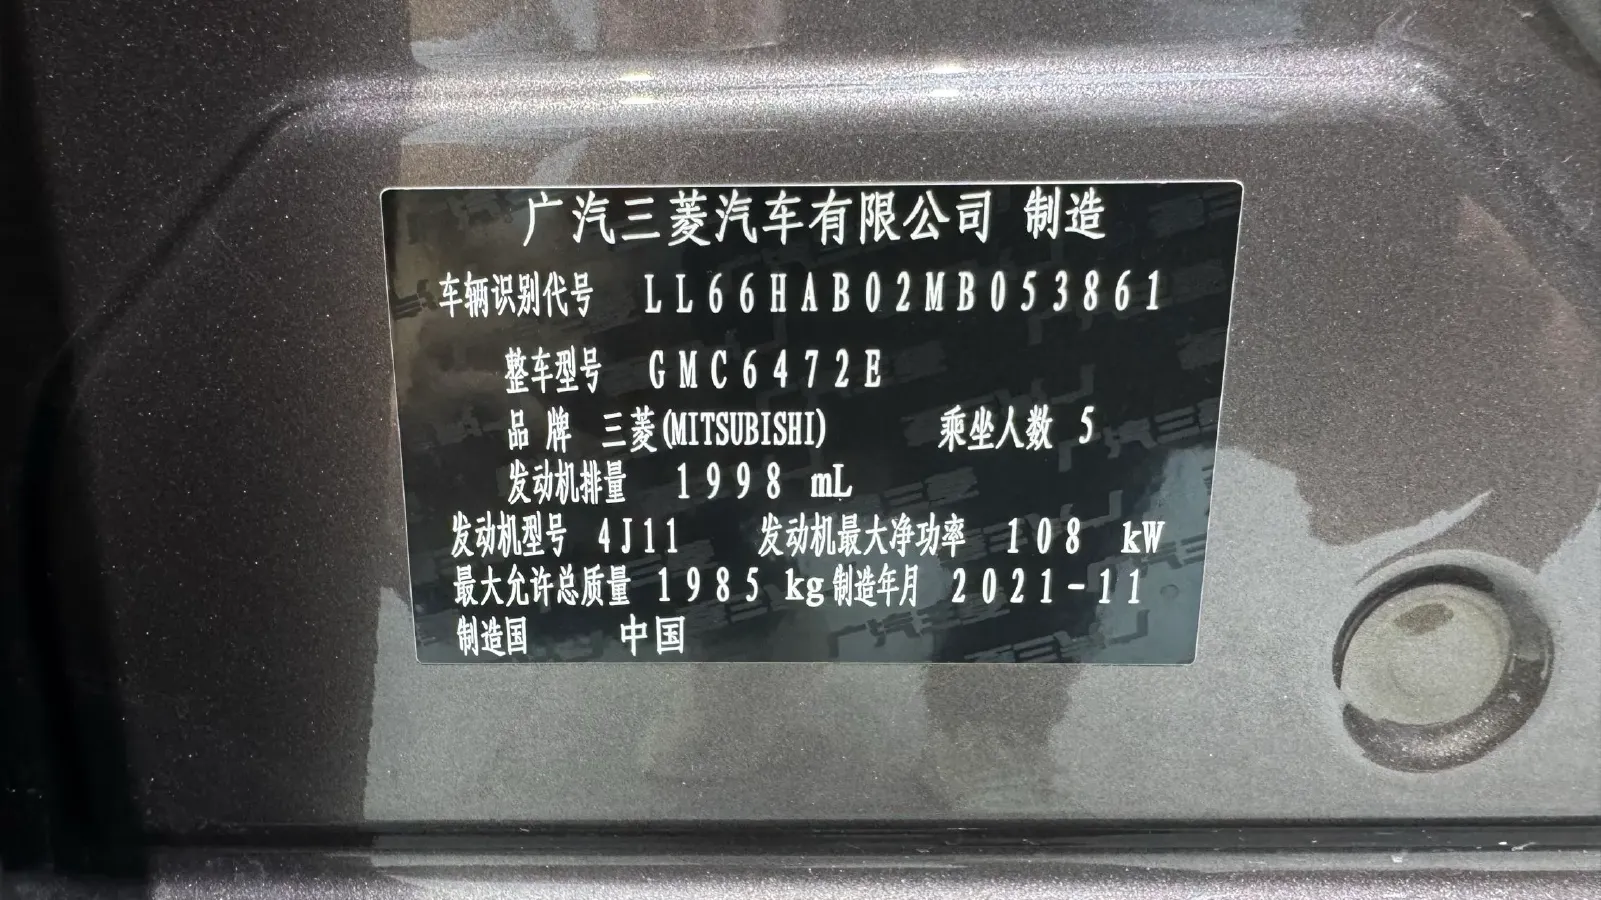 广汽三菱汽车有限公司 制造
车辆识别代号 LL66HAB02MB053861
整车型号 GMC6472E
品牌 三菱(MITSUBISHI) 乘坐人数 5
发动机排量 1998 mL
发动机型号 4J11 发动机最大净功率 108 kW
最大允许总质量 1985 kg 制造年月 2021-11
制造国 中国